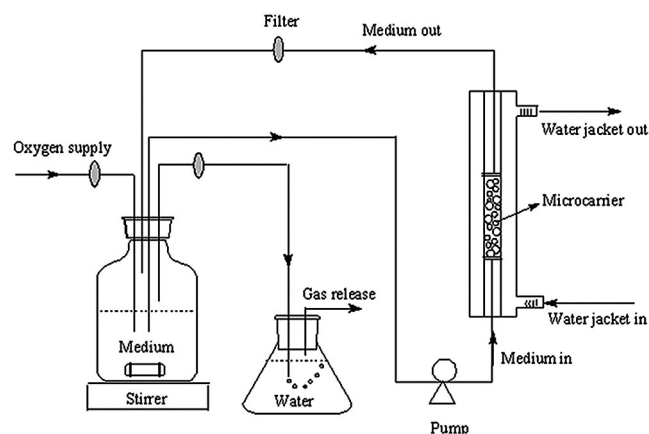 Filter
Medium out
Water jacket out
Oxygen supply
Microcarrier
Gas release
Water jacket in
Medium
Medium in
Stirrer
Water
Pump